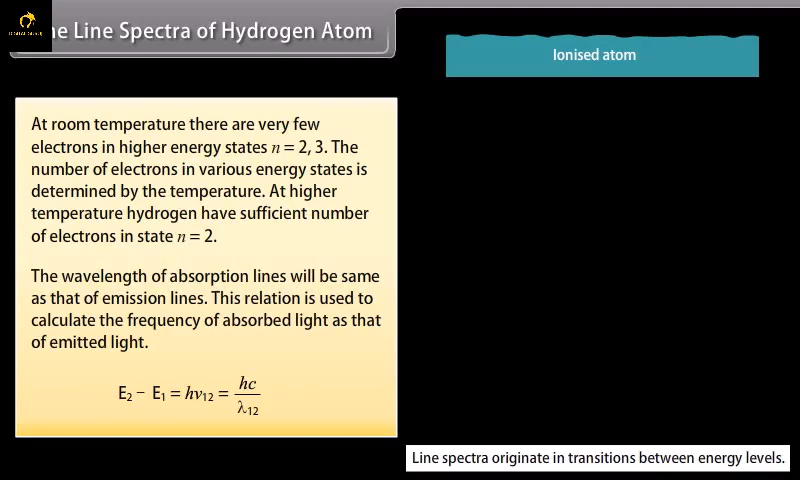 ne Line Spectra of Hydrogen Atom
Ionised atom
At room temperature there are very few
electrons in higher energy states n = 2, 3. The
number of electrons in various energy states is
determined by the temperature. At higher
temperature hydrogen have sufficient number
of electrons in state n = 2.
The wavelength of absorption lines will be same
as that of emission lines. This relation is used to
calculate the frequency of absorbed light as that
of emitted light.
E₂ − E₁ = hν₁₂ = hc/λ₁₂
Line spectra originate in transitions between energy levels.